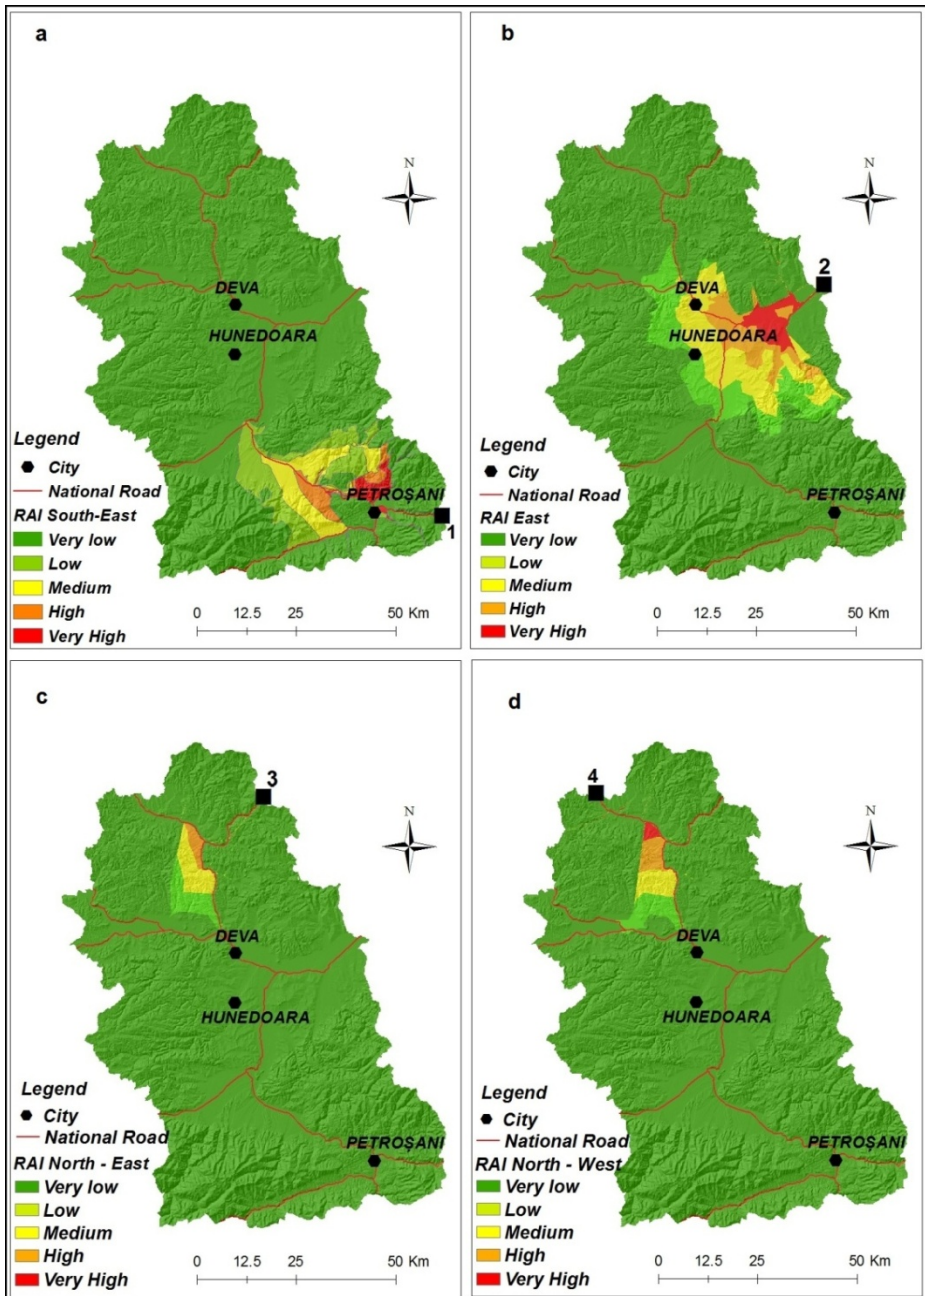 a
N
DEVA
HUNEDOARA
PETROȘANI
1
Legend
City
National Road
RAI South-East
Very low
Low
Medium
High
Very High
0 12.5 25 50 Km
b
N
2
DEVA
HUNEDOARA
PETROȘANI
Legend
City
National Road
RAI East
Very low
Low
Medium
High
Very High
0 12.5 25 50 Km
c
3
N
DEVA
HUNEDOARA
PETROȘANI
Legend
City
National Road
RAI North - East
Very low
Low
Medium
High
Very High
0 12.5 25 50 Km
d
4
N
DEVA
HUNEDOARA
PETROȘANI
Legend
City
National Road
RAI North - West
Very low
Low
Medium
High
Very High
0 12.5 25 50 Km